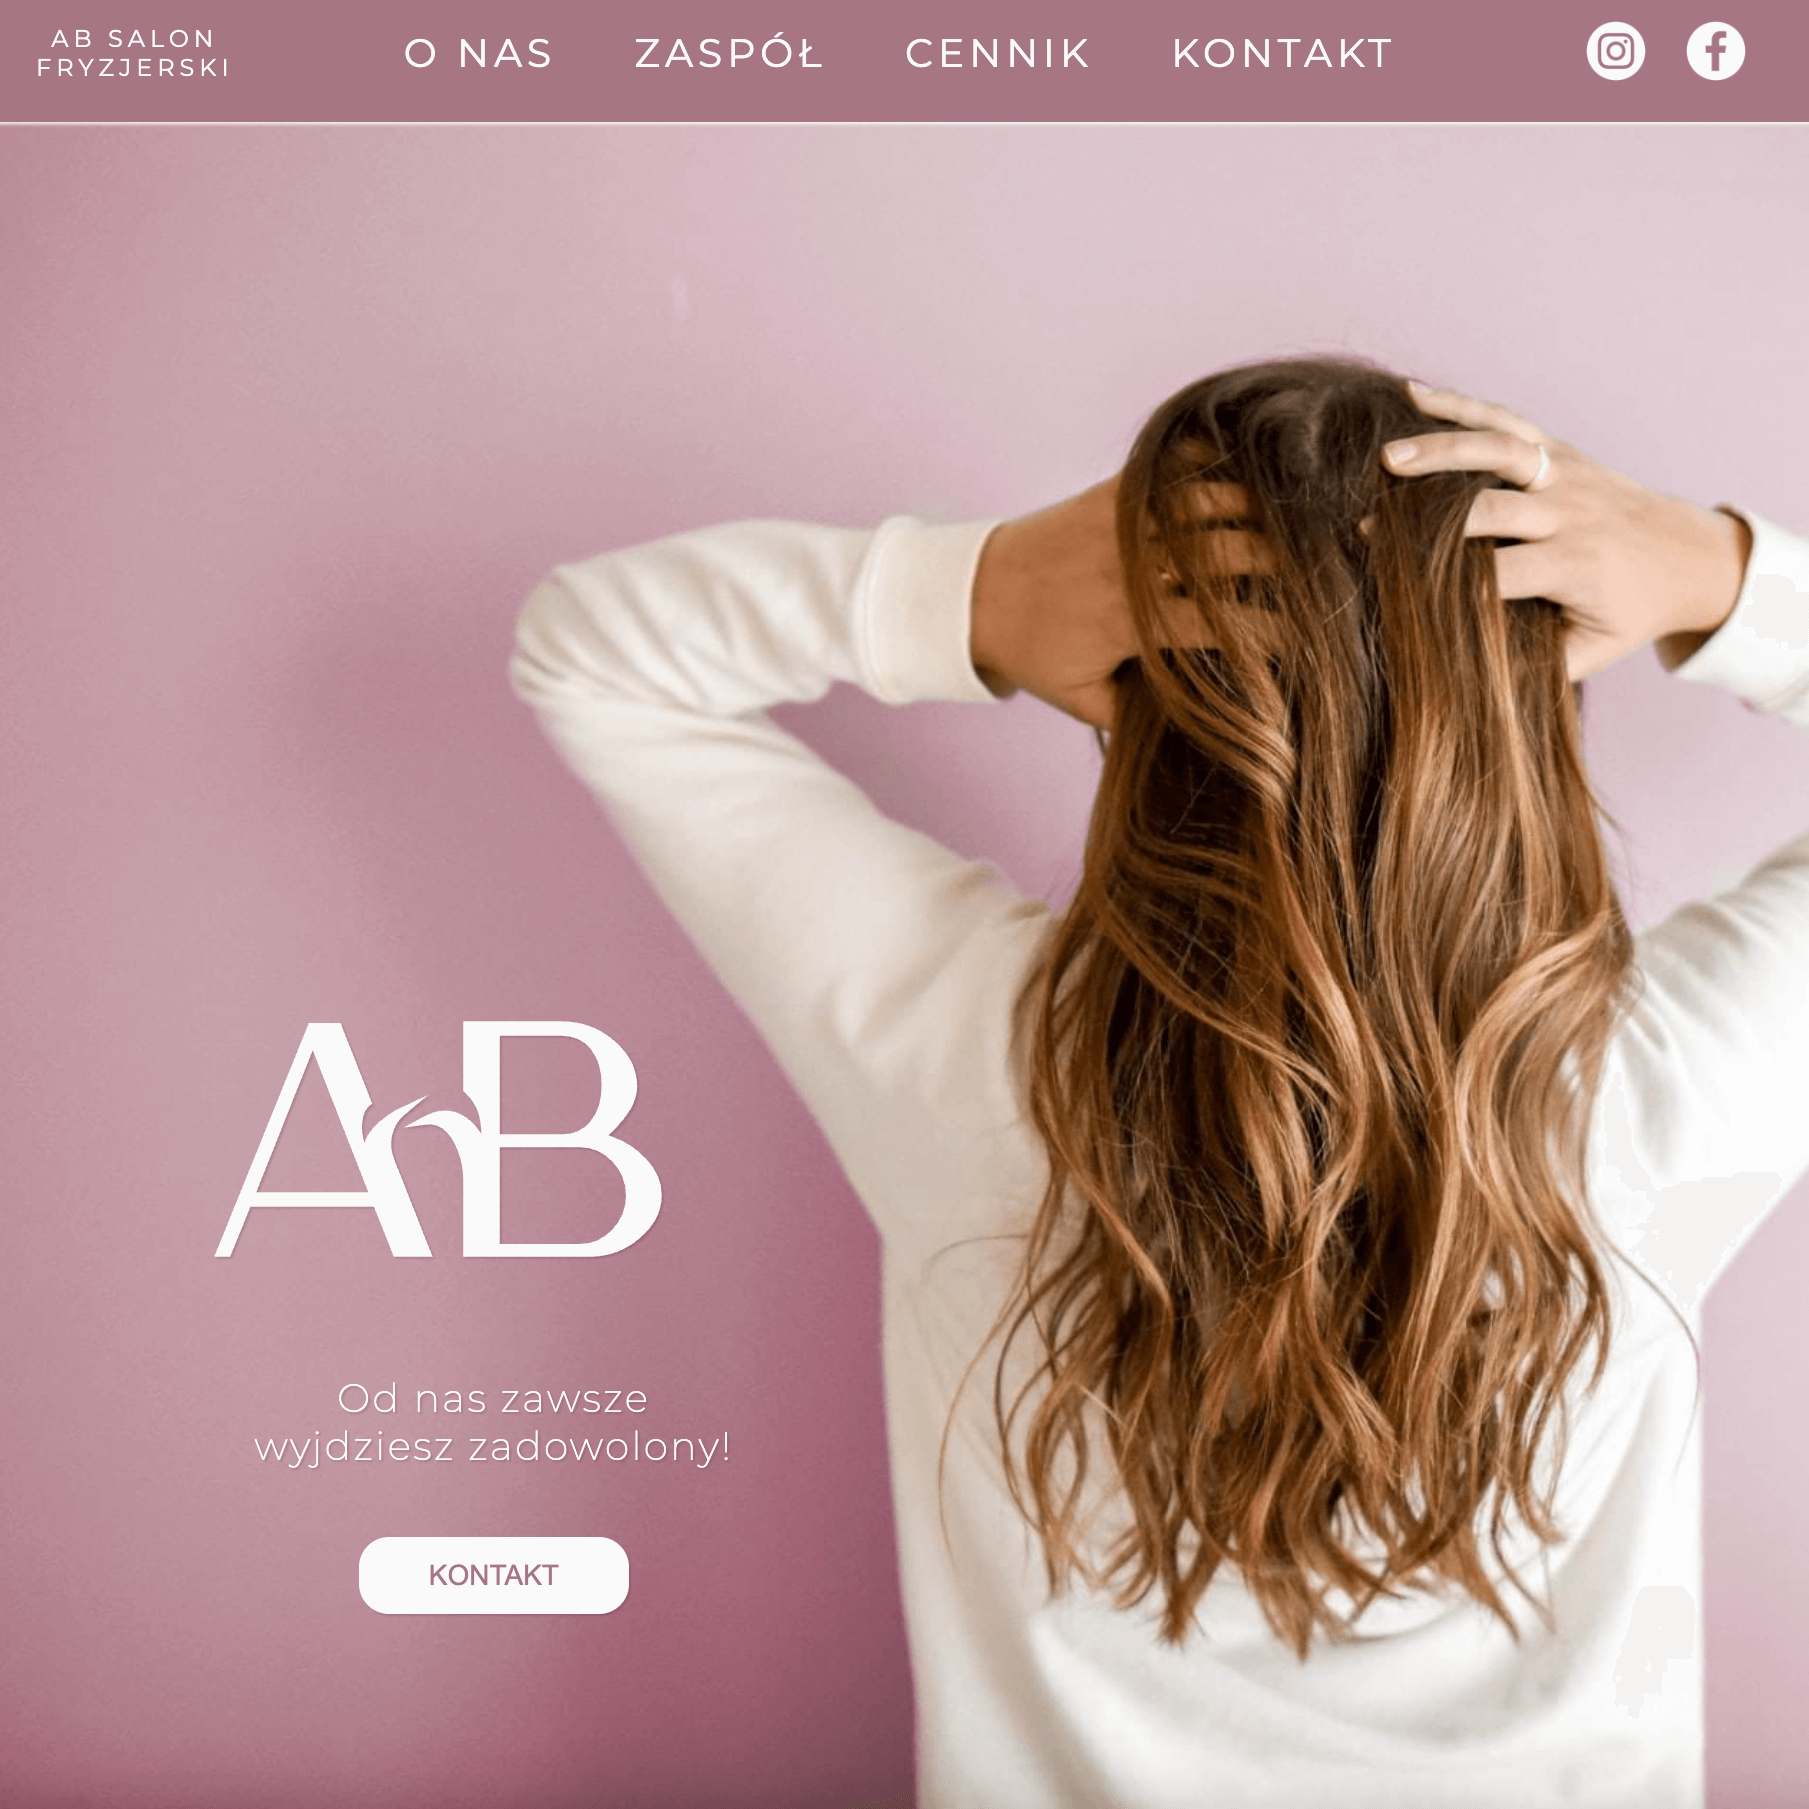 AB SALON
FRYZJERSKI
O NAS ZASPÓŁ CENNIK KONTAKT
AB
Od nas zawsze
wyjdziesz zadowolony!
KONTAKT